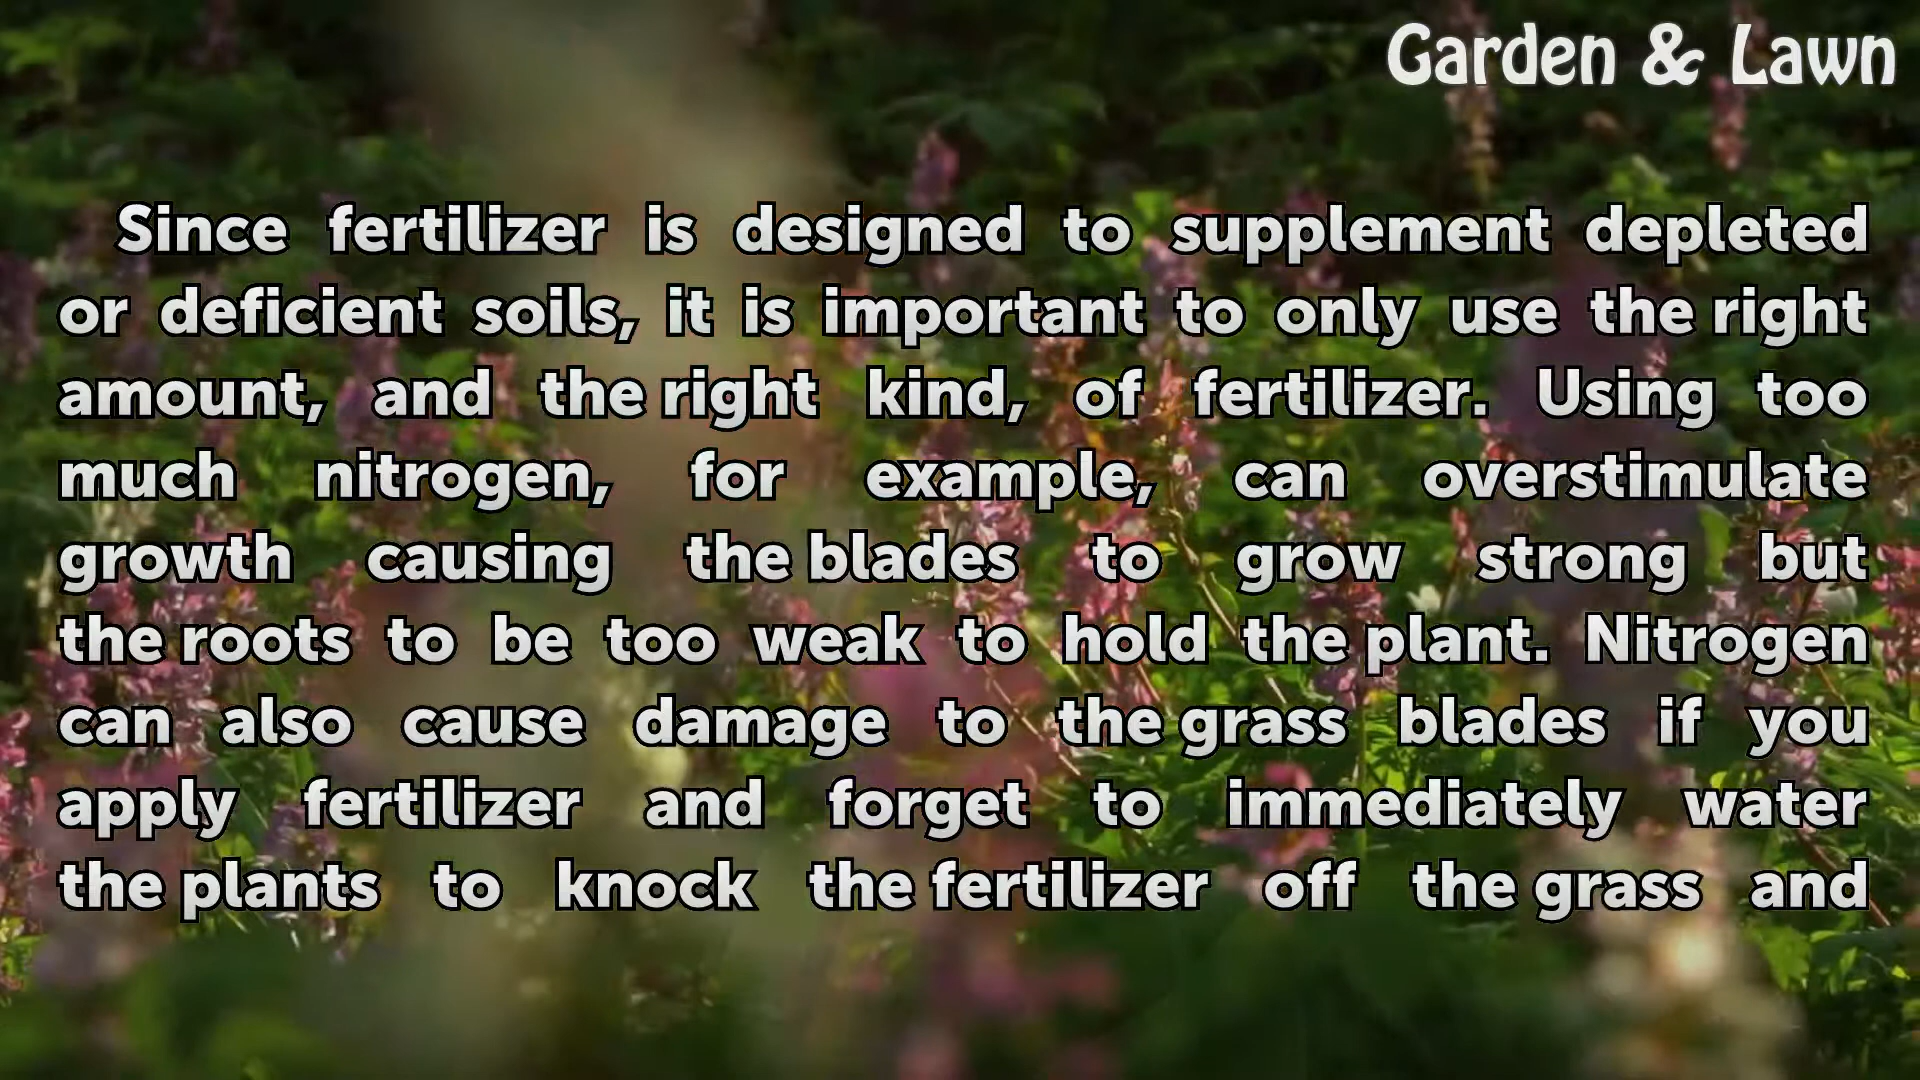 Garden & Lawn
Since fertilizer is designed to supplement depleted
or deficient soils, it is important to only use the right
amount, and the right kind, of fertilizer. Using too
much nitrogen, for example, can overstimulate
growth causing the blades to grow strong but
the roots to be too weak to hold the plant. Nitrogen
can also cause damage to the grass blades if you
apply fertilizer and forget to immediately water
the plants to knock the fertilizer off the grass and